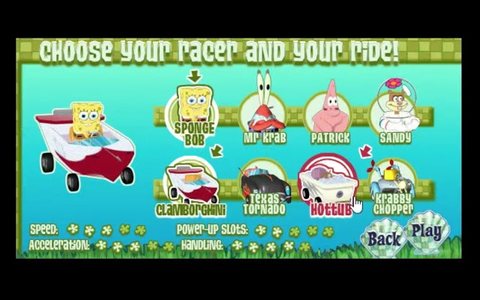 CHOOSE YOUR RACER AND YOUR RIDE!
SPONGE BOB
MR KRAB
PATRICK
SANDY
CLAMBORGHINI
TEXAS TORNADO
HOTTUB
KRABBY CHOPPER
SPEED:
POWER-UP SLOTS:
ACCELERATION:
HANDLING:
Back
Play